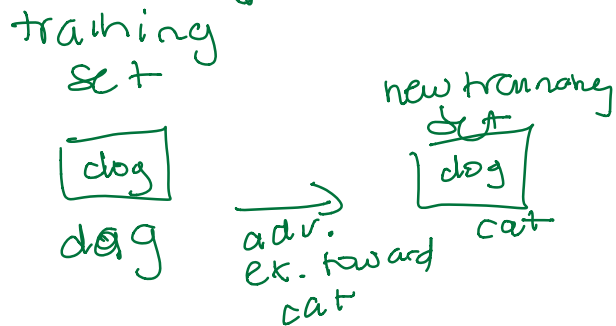 training
set
dog
dog
adv.
ex. toward
cat
new training
set
dog
cat